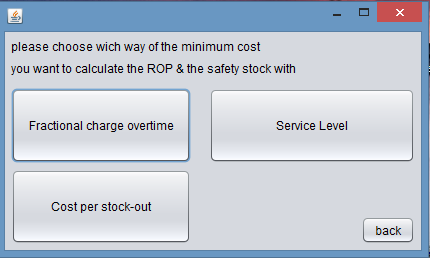 please choose wich way of the minimum cost
you want to calculate the ROP & the safety stock with
Fractional charge overtime
Service Level
Cost per stock-out
back